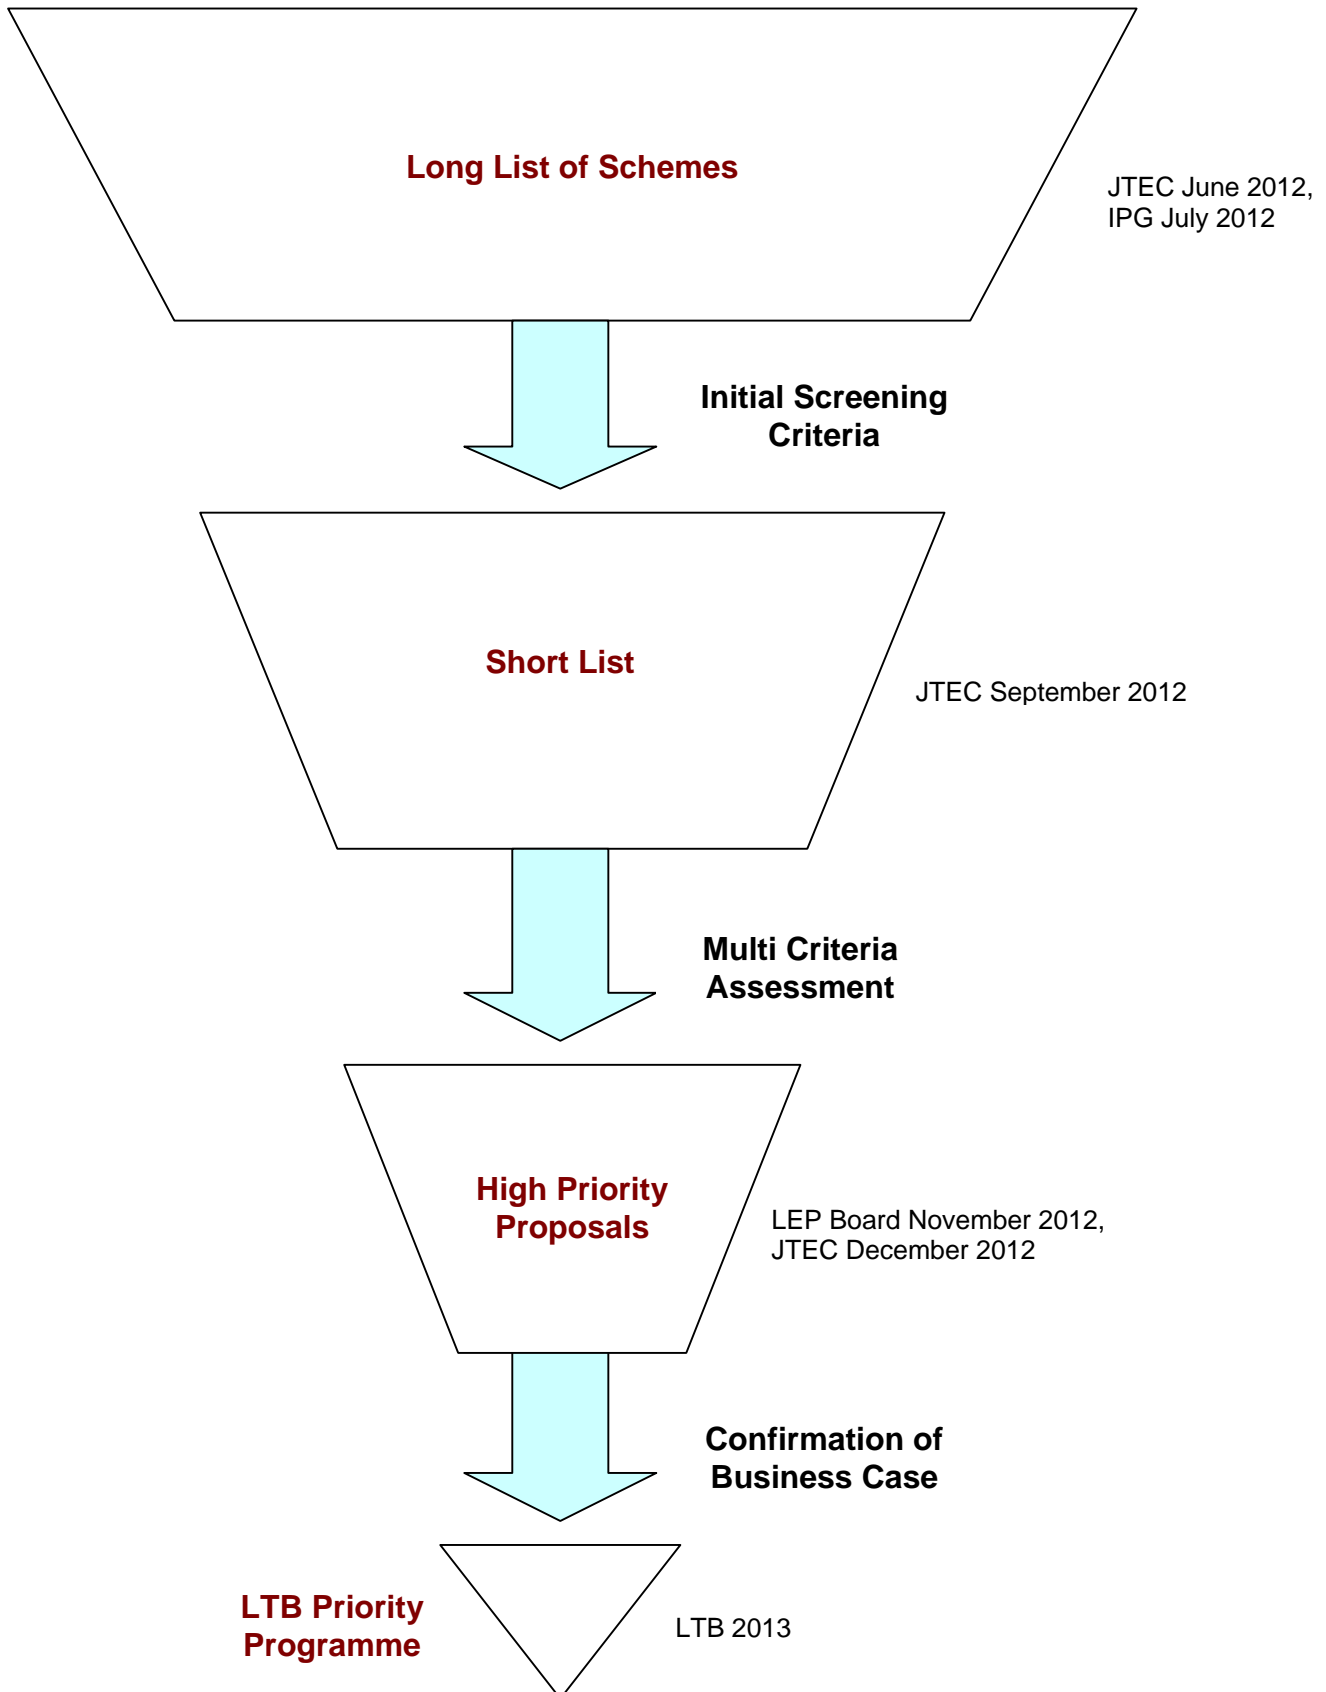 Long List of Schemes
JTEC June 2012,
IPG July 2012
Initial Screening
Criteria
Short List
JTEC September 2012
Multi Criteria
Assessment
High Priority
Proposals
LEP Board November 2012,
JTEC December 2012
Confirmation of
Business Case
LTB Priority
Programme
LTB 2013